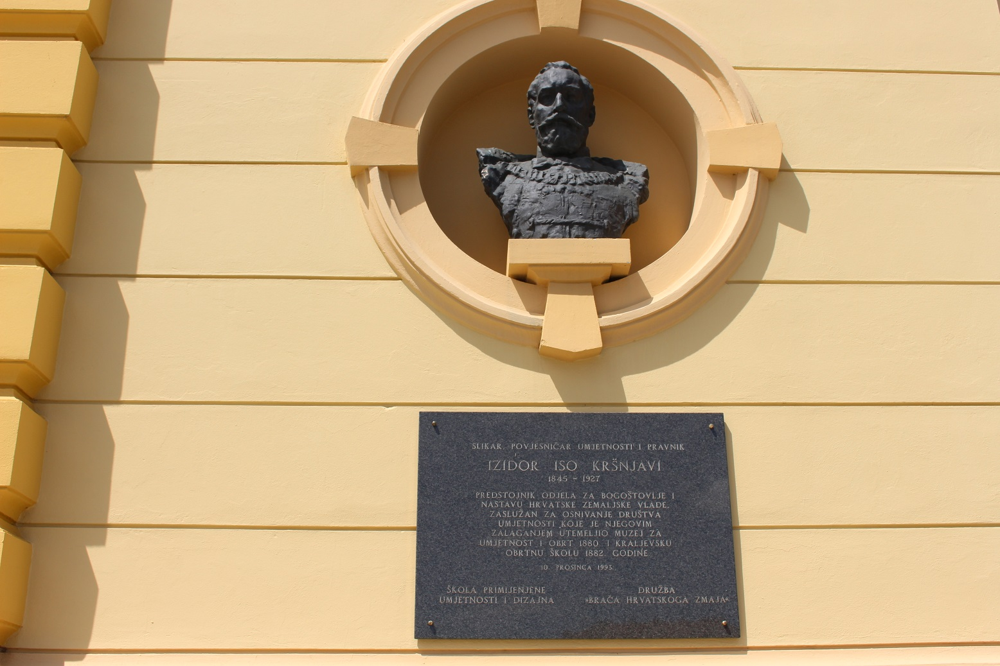 SLIKAR, POVJESNIČAR UMJETNOSTI I PRAVNIK
IZIDOR ISO KRŠNJAVI
1845 - 1927
PREDSTOJNIK ODJELA ZA BOGOŠTOVLJE I
NASTAVU HRVATSKE ZEMALJSKE VLADE,
ZASLUŽAN ZA OSNIVANJE DRUŠTVA
UMJETNOSTI, KOJE JE NJEGOVIM
ZALAGANJEM UTEMELJIO MUZEJ ZA
UMJETNOST I OBRT 1880. I KRALJEVSKU
OBRTNU ŠKOLU 1882. GODINE
10. PROSINCA 1993.
ŠKOLA PRIMIJENJENE
UMJETNOSTI I DIZAJNA
DRUŽBA
»BRAČA HRVATSKOGA ZMAJA«